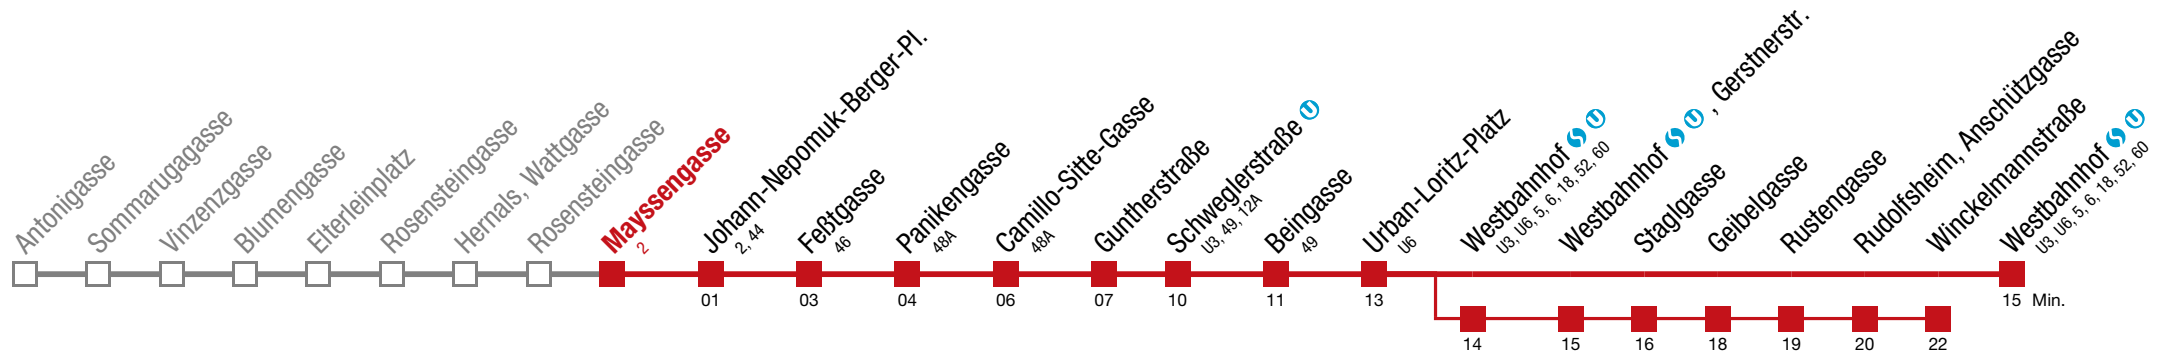 Antonigasse
Sommarugagasse
Vinzenzgasse
Blumengasse
Elterleinplatz
Rosensteingasse
Hernals, Wattgasse
Rosensteingasse
Mayssengasse
2
Johann-Nepomuk-Berger-Pl.
2, 44
Feßtgasse
46
Panikengasse
48A
Camillo-Sitte-Gasse
48A
Guntherstraße
Schweglerstraße U
U3, 49, 12A
Beingasse
49
Urban-Loritz-Platz
U6
Westbahnhof S U
U3, U6, 5, 6, 18, 52, 60
Westbahnhof S U , Gerstnerstr.
Staglgasse
Geibelgasse
Rustengasse
Rudolfsheim, Anschützgasse
Winckelmannstraße
Westbahnhof S U
U3, U6, 5, 6, 18, 52, 60
01 03 04 06 07 10 11 13 15 Min.
14 15 16 18 19 20 22